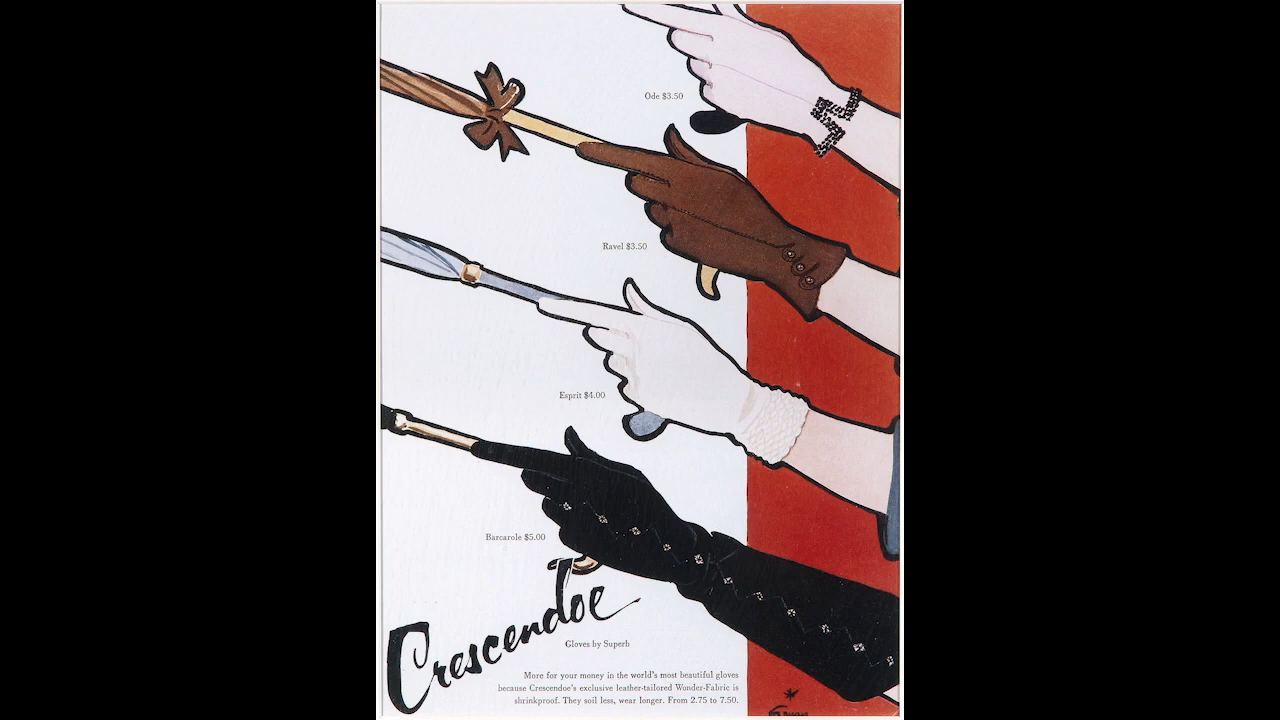 Ode $3.50
Ravel $3.50
Esprit $4.00
Barcarole $5.00
Crescendoe
Gloves by Superb
More for your money in the world's most beautiful gloves
because Crescendoe's exclusive leather-tailored Wonder-Fabric is
shrinkproof. They soil less, wear longer. From 2.75 to 7.50.